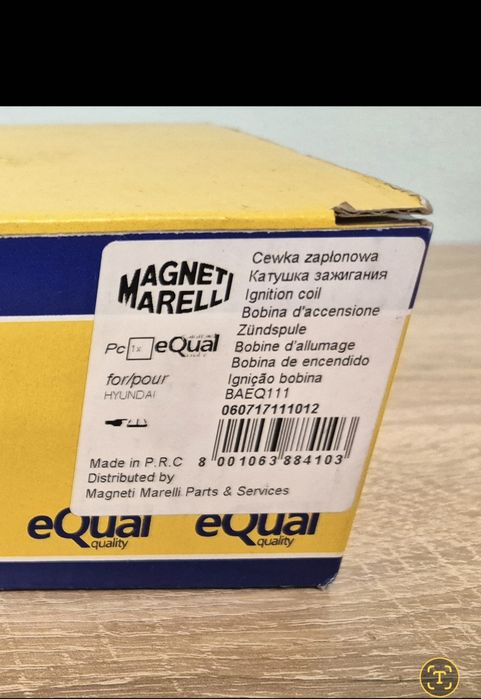 MAGNETI
MARELLI
Pc 1x eQual
for/pour
HYUNDAI
Cewka zapłonowa
Катушка зажигания
Ignition coil
Bobina d'accensione
Zündspule
Bobine d'allumage
Bobina de encendido
Ignição bobina
BAEQ111
060717111012
8 001063 884103
Made in P.R.C
Distributed by
Magneti Marelli Parts & Services
eQual eQual
quality quality